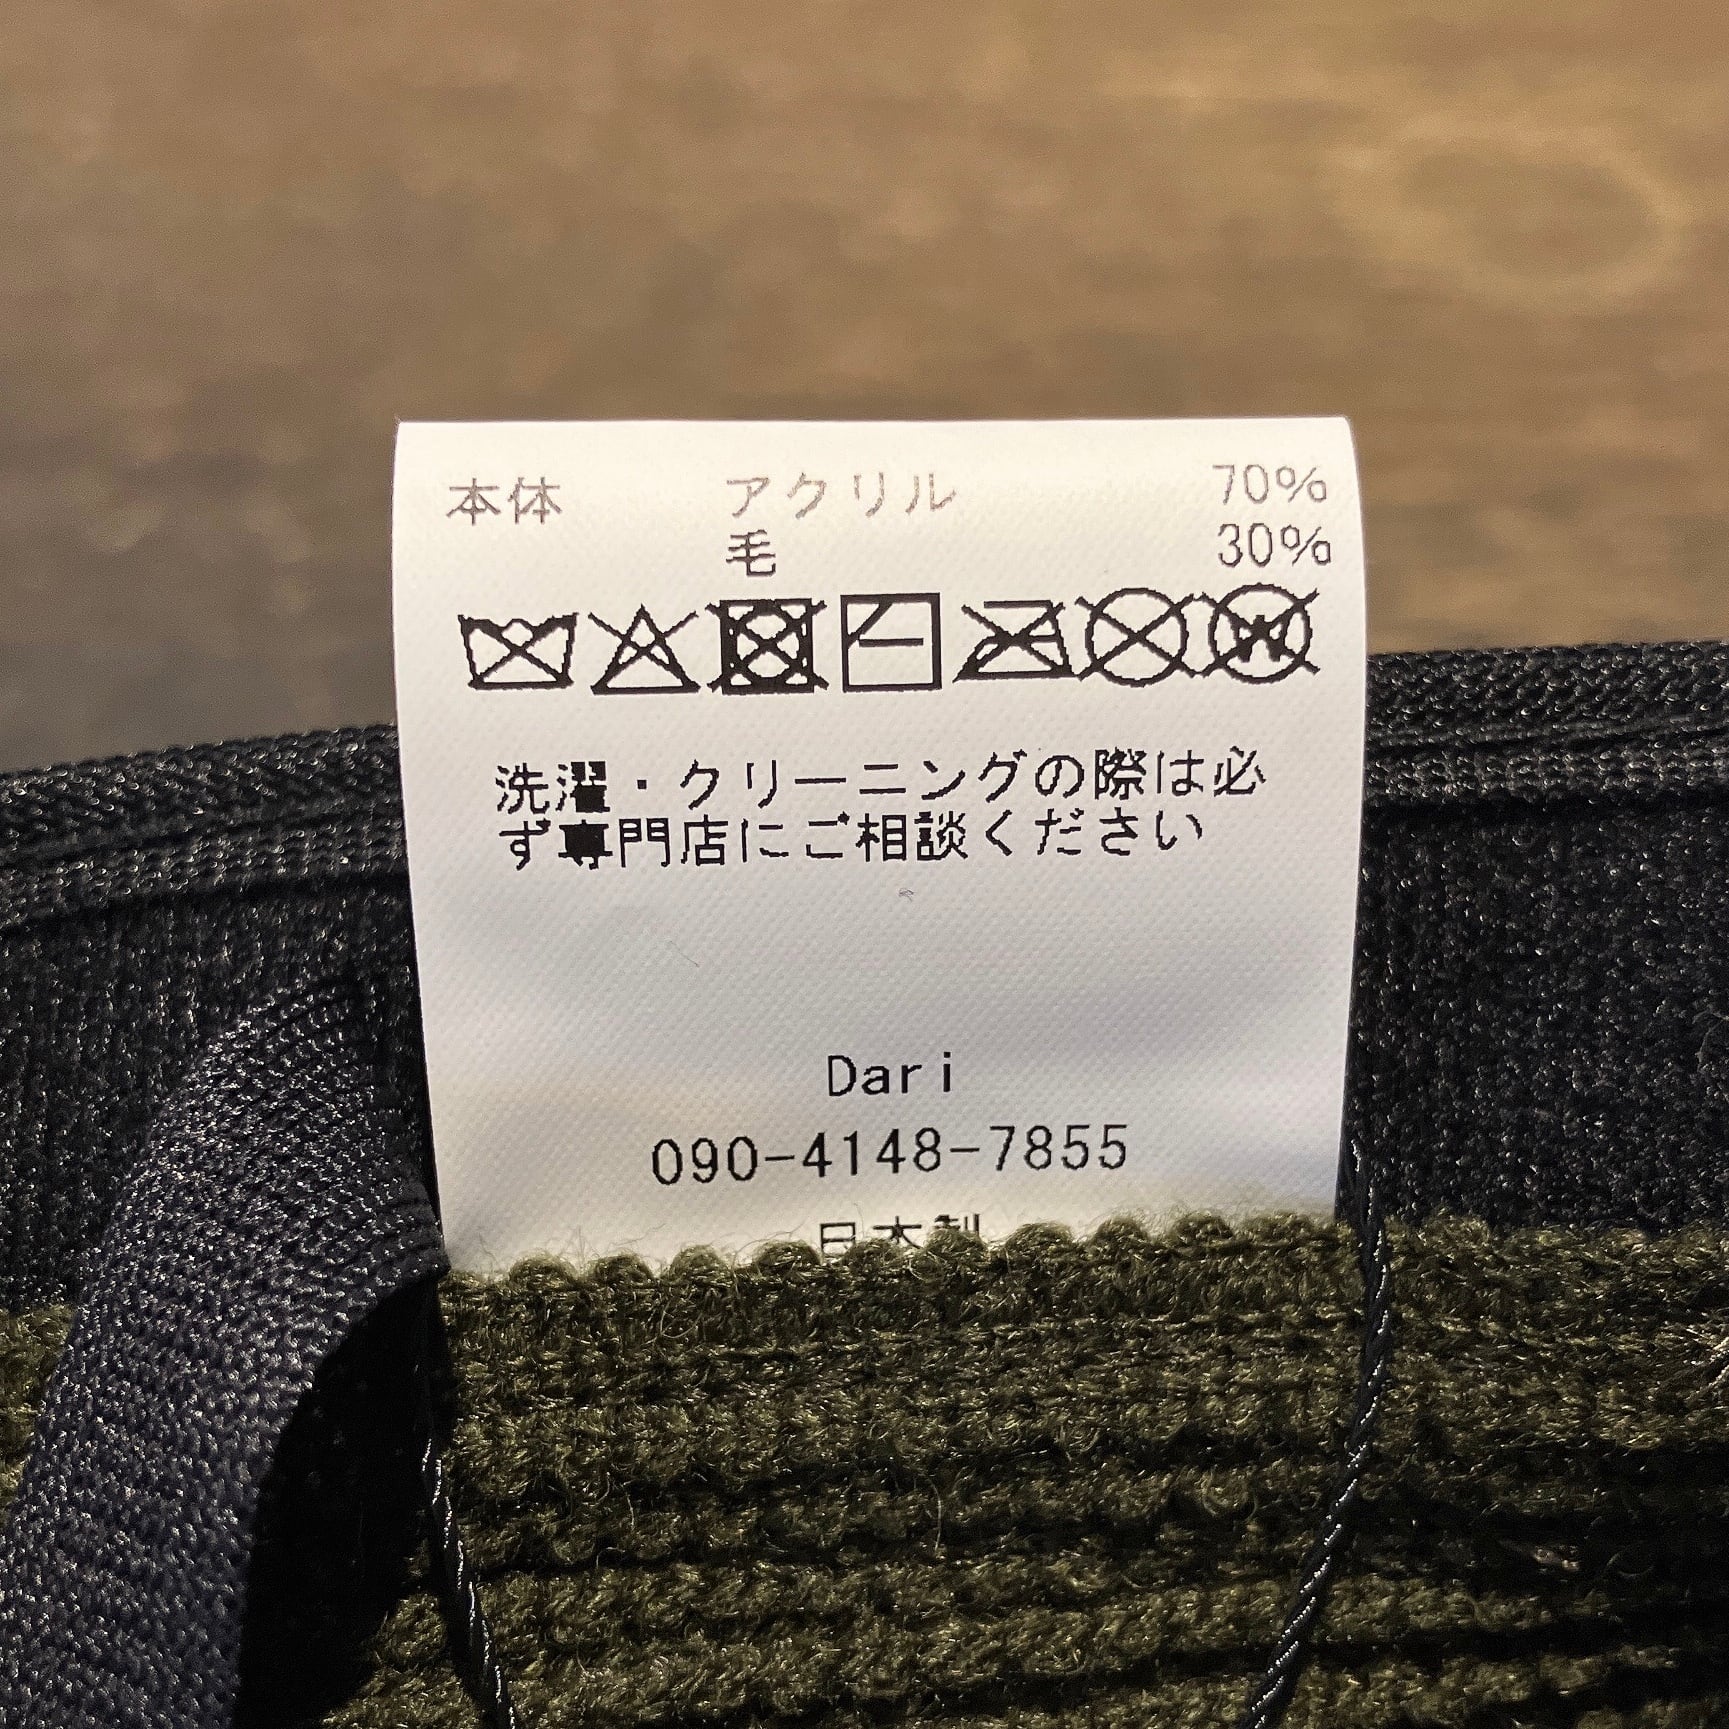 本体 アクリル 70%
毛 30%
洗濯・クリーニングの際は必
ず専門店にご相談ください
Dari
090-4148-7855
日本製